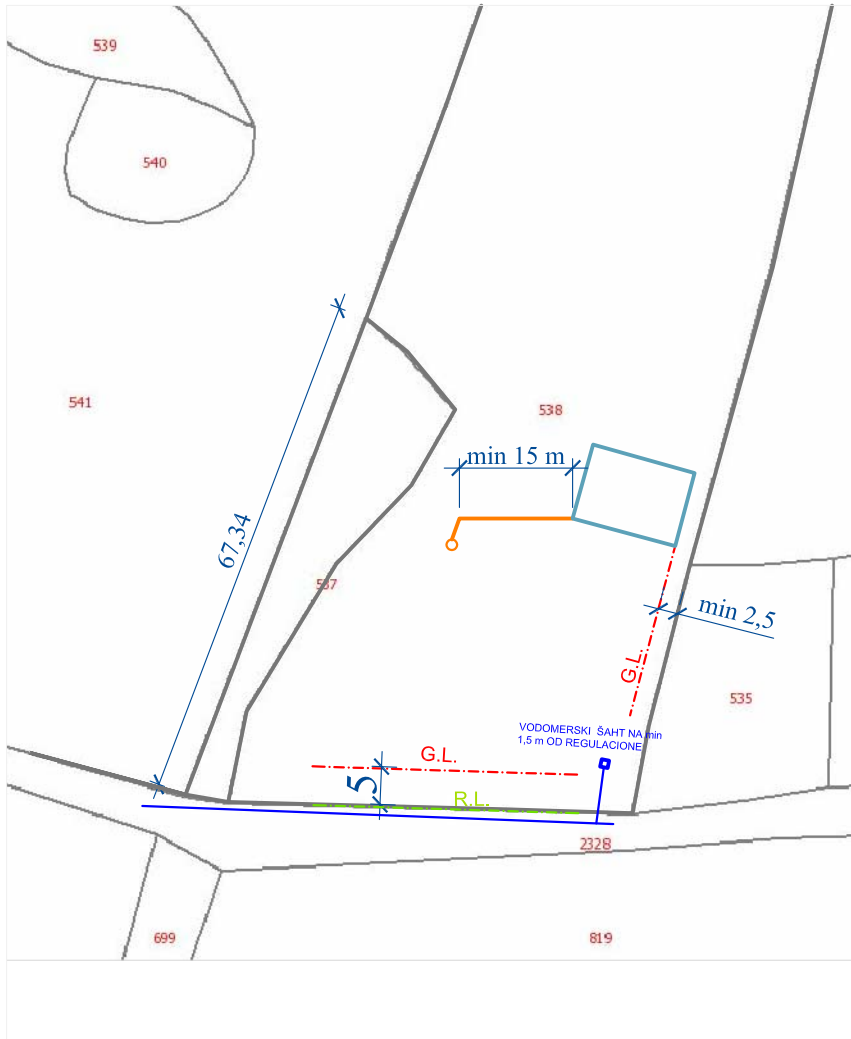 539
540
541
538
min 15 m
67,34
537
min 2,5
G.L.
535
VODOMERSKI ŠAHT NA min
1,5 m OD REGULACIONE
G.L.
5
R.L.
2328
699
819